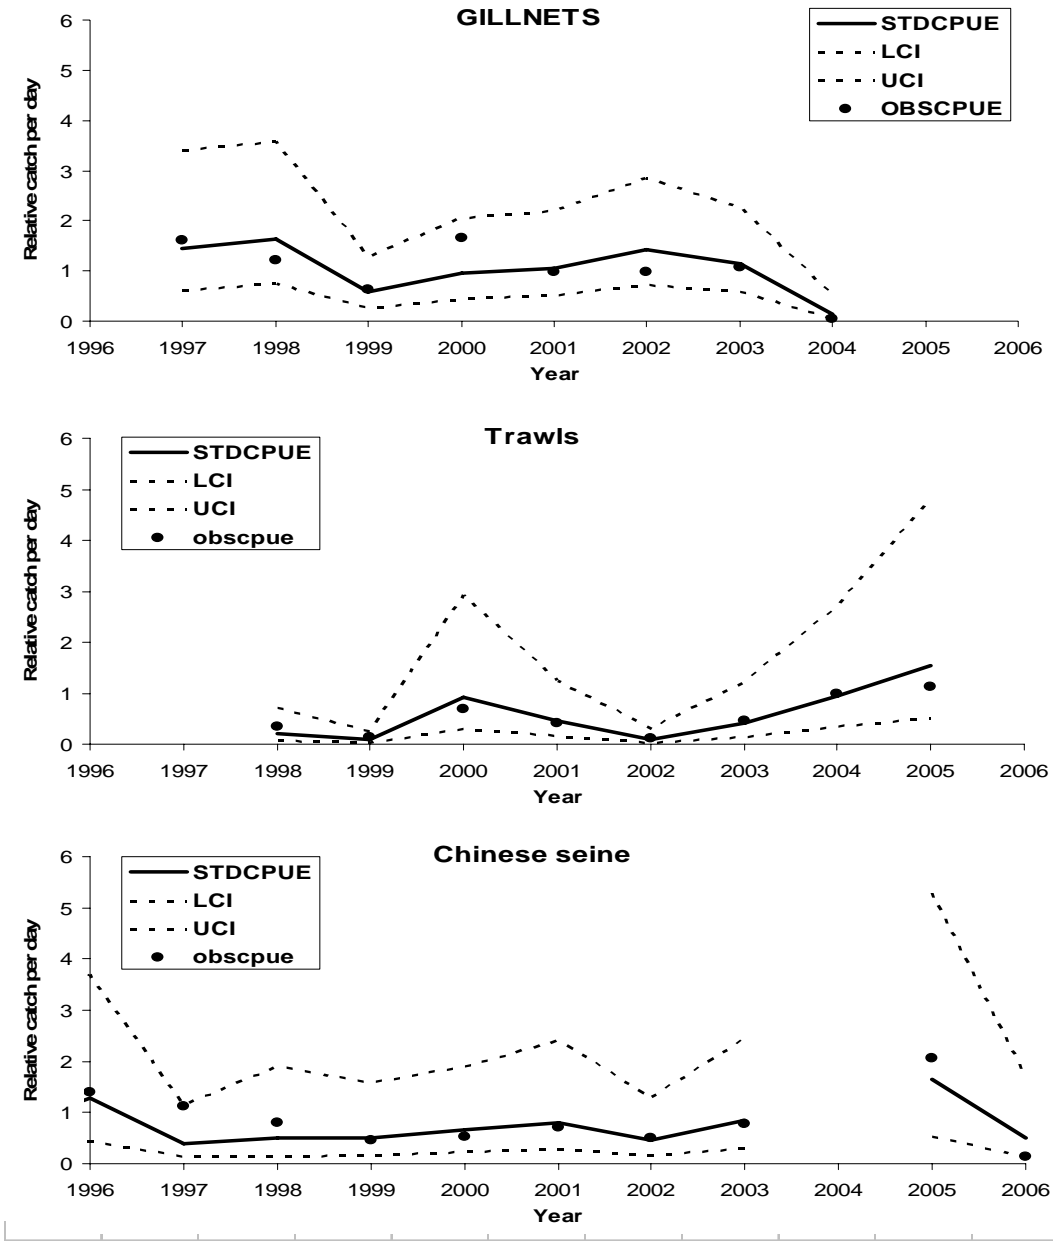 GILLNETS
STDCPUE
LCI
UCI
OBSCPUE
Relative catch per day
6
5
4
3
2
1
0
1996 1997 1998 1999 2000 2001 2002 2003 2004 2005 2006
Year
Trawls
STDCPUE
LCI
UCI
obscpue
Relative catch per day
6
5
4
3
2
1
0
1996 1997 1998 1999 2000 2001 2002 2003 2004 2005 2006
Year
Chinese seine
STDCPUE
LCI
UCI
obscpue
Relative catch per day
6
5
4
3
2
1
0
1996 1997 1998 1999 2000 2001 2002 2003 2004 2005 2006
Year